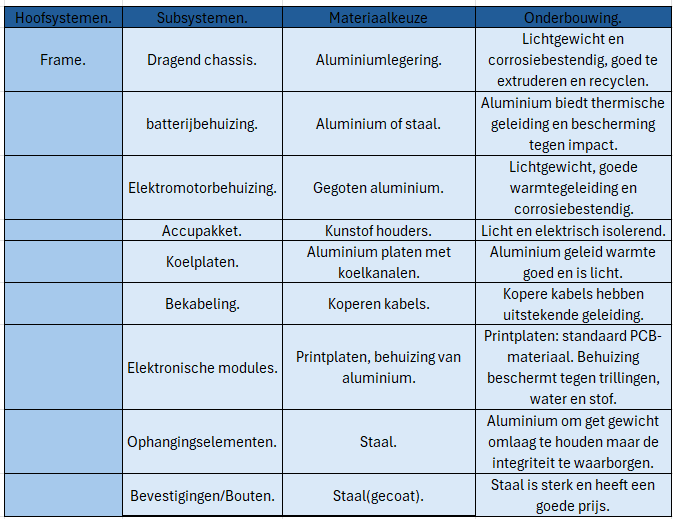 Hoofsystemen. Subsystemen. Materiaalkeuze Onderbouwing.
Frame. Dragend chassis. Aluminiumlegering. Lichtgewicht en
corrosiebestendig, goed te
extruderen en recyclen.
batterijbehuizing. Aluminium of staal. Aluminium biedt thermische
geleiding en bescherming
tegen impact.
Elektromotorbehuizing. Gegoten aluminium. Lichtgewicht, goede
warmtegeleiding en
corrosiebestendig.
Accupakket. Kunstof houders. Licht en elektrisch isolerend.
Koelplaten. Aluminium platen met
koelkanalen. Aluminium geleid warmte
goed en is licht.
Bekabeling. Koperen kabels. Kopere kabels hebben
uitstekende geleiding.
Elektronische modules. Printplaten, behuizing van
aluminium. Printplaten: standaard PCB-
materiaal. Behuizing
beschermt tegen trillingen,
water en stof.
Ophangingselementen. Staal. Aluminium om get gewicht
omlaag te houden maar de
integriteit te waarborgen.
Bevestigingen/Bouten. Staal(gecoat). Staal is sterk en heeft een
goede prijs.